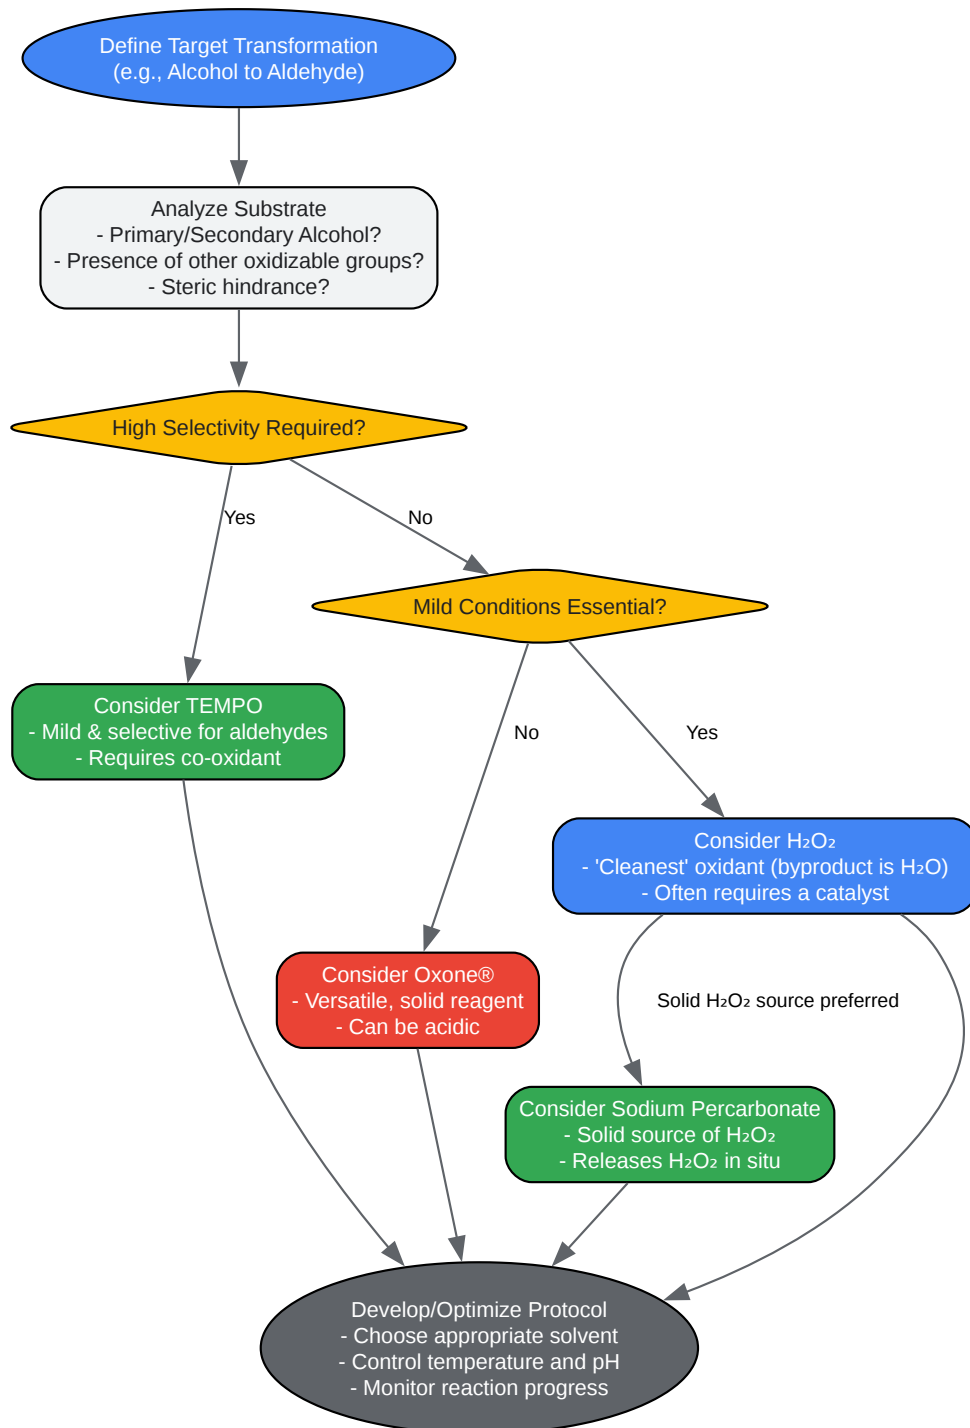 Define Target Transformation
(e.g., Alcohol to Aldehyde)
Analyze Substrate
- Primary/Secondary Alcohol?
- Presence of other oxidizable groups?
- Steric hindrance?
High Selectivity Required?
Yes
No
Mild Conditions Essential?
Consider TEMPO
- Mild & selective for aldehydes
- Requires co-oxidant
No
Yes
Consider H₂O₂
- 'Cleanest' oxidant (byproduct is H₂O)
- Often requires a catalyst
Consider Oxone®
- Versatile, solid reagent
- Can be acidic
Solid H₂O₂ source preferred
Consider Sodium Percarbonate
- Solid source of H₂O₂
- Releases H₂O₂ in situ
Develop/Optimize Protocol
- Choose appropriate solvent
- Control temperature and pH
- Monitor reaction progress